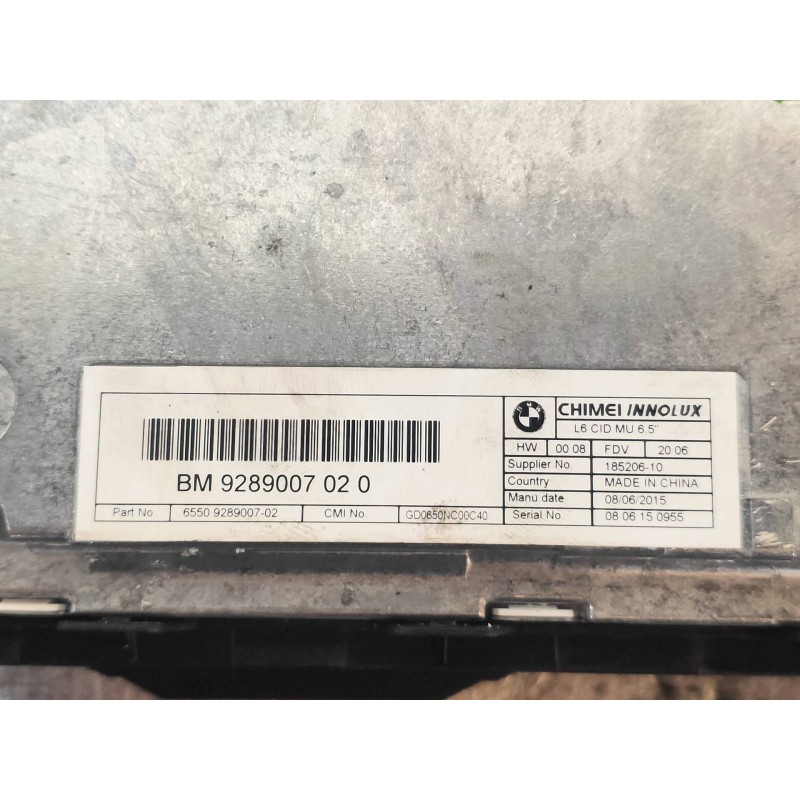 BM 9289007 02 0
Part No 6550 9289007-02 CMI No. GD0650NC00C40
BMW CHIMEI INNOLUX
L6 CID MU 6.5"
HW 00 08 FDV 20 06
Supplier No. 185206-10
Country MADE IN CHINA
Manu date 08/06/2015
Serial No. 08 06 15 0955